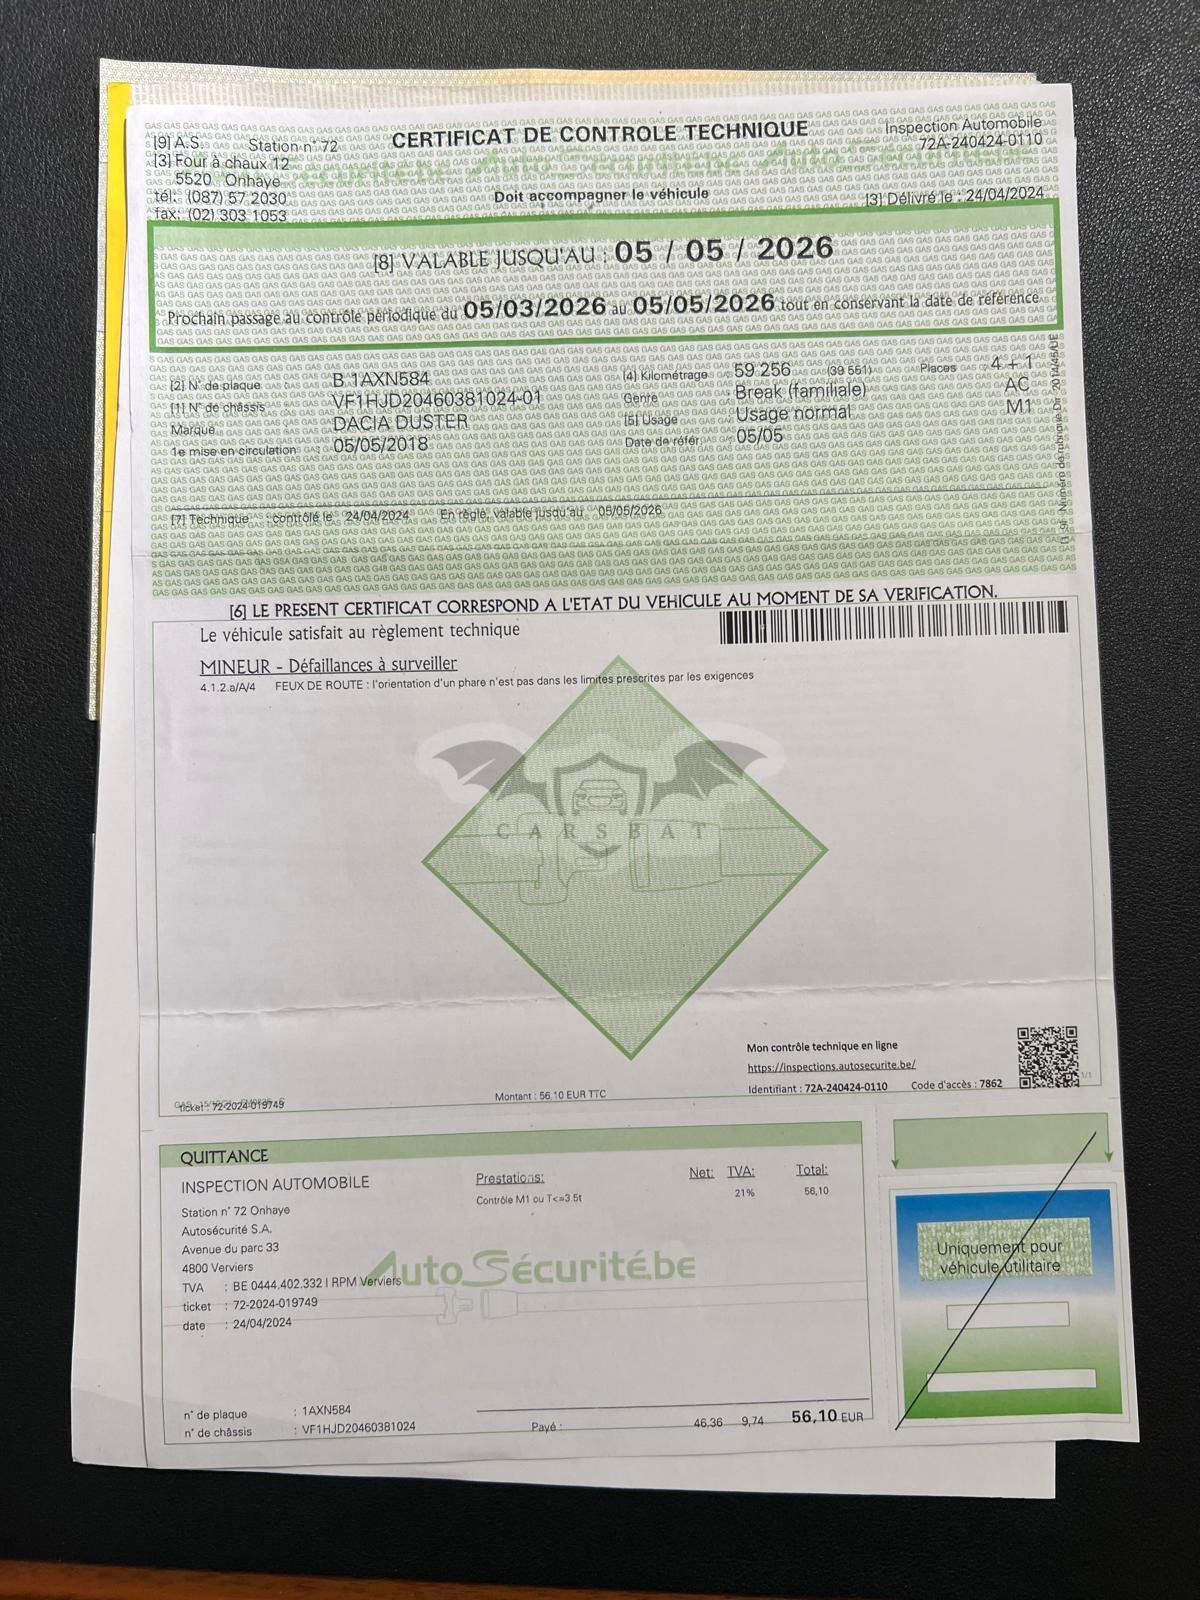 [9] A.S. Station n° 72
[3] Four à chaux 12
5520 Onhaye
tél: (087) 57 2030
fax: (02) 303 1053
CERTIFICAT DE CONTROLE TECHNIQUE
Doit accompagner le véhicule
Inspection Automobile
72A-240424-0110
[3] Délivré le : 24/04/2024
[8] VALABLE JUSQU'AU : 05 / 05 / 2026
Prochain passage au contrôle périodique du 05/03/2026 au 05/05/2026 tout en conservant la date de référence
[2] N° de plaque : B 1AXN584
[1] N° de châssis : VF1HJD20460381024-01
Marque : DACIA DUSTER
1e mise en circulation : 05/05/2018
[4] Kilométrage : 59 256 (39 551)
Genre : Break (familiale)
[5] Usage : Usage normal
Date de référ. : 05/05
Places 4 + 1
AC
M1
[7] Technique : contrôlé le 24/04/2024 En règle, valable jusqu'au 05/05/2026
[6] LE PRESENT CERTIFICAT CORRESPOND A L'ETAT DU VEHICULE AU MOMENT DE SA VERIFICATION.
Le véhicule satisfait au règlement technique
MINEUR - Défaillances à surveiller
4.1.2.a/A/4 FEUX DE ROUTE : l'orientation d'un phare n'est pas dans les limites prescrites par les exigences
CARSBAT
Mon contrôle technique en ligne
https://inspections.autosecurite.be/
Identifiant : 72A-240424-0110 Code d'accès : 7862
1/1
ticket : 72-2024-019749
Montant : 56.10 EUR TTC
QUITTANCE
INSPECTION AUTOMOBILE
Station n° 72 Onhaye
Autosécurité S.A.
Avenue du parc 33
4800 Verviers
TVA : BE 0444.402.332 I RPM Verviers
ticket : 72-2024-019749
date : 24/04/2024
Prestations: Net: TVA: Total:
Contrôle M1 ou T<=3.5t 21% 56,10
AutoSécurité.be
n° de plaque : 1AXN584
n° de châssis : VF1HJD20460381024
Payé : 46,36 9,74 56,10 EUR
Uniquement pour
véhicule utilitaire